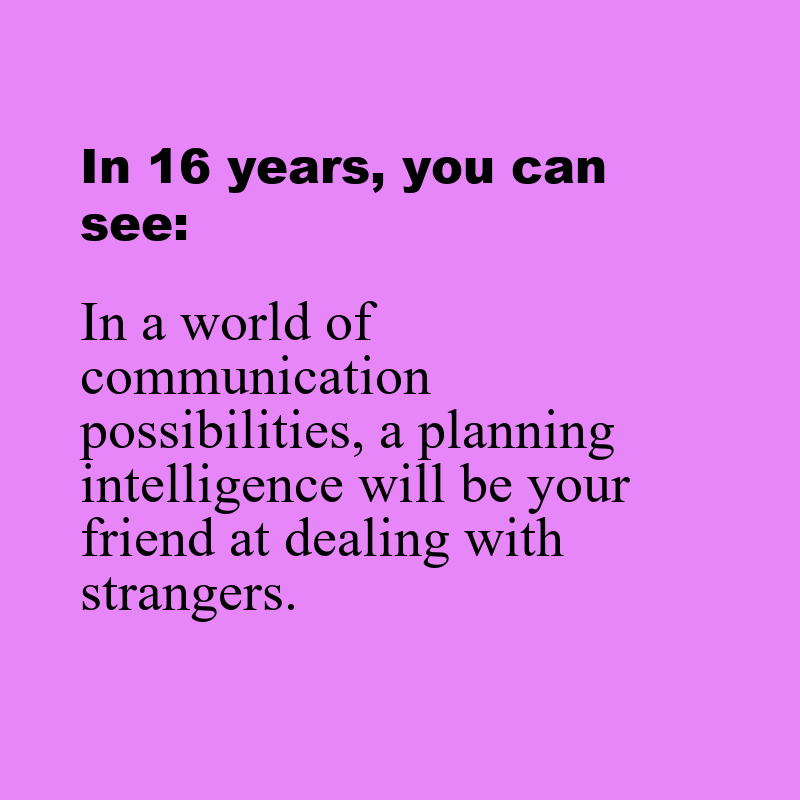 In 16 years, you can
see:
In a world of
communication
possibilities, a planning
intelligence will be your
friend at dealing with
strangers.